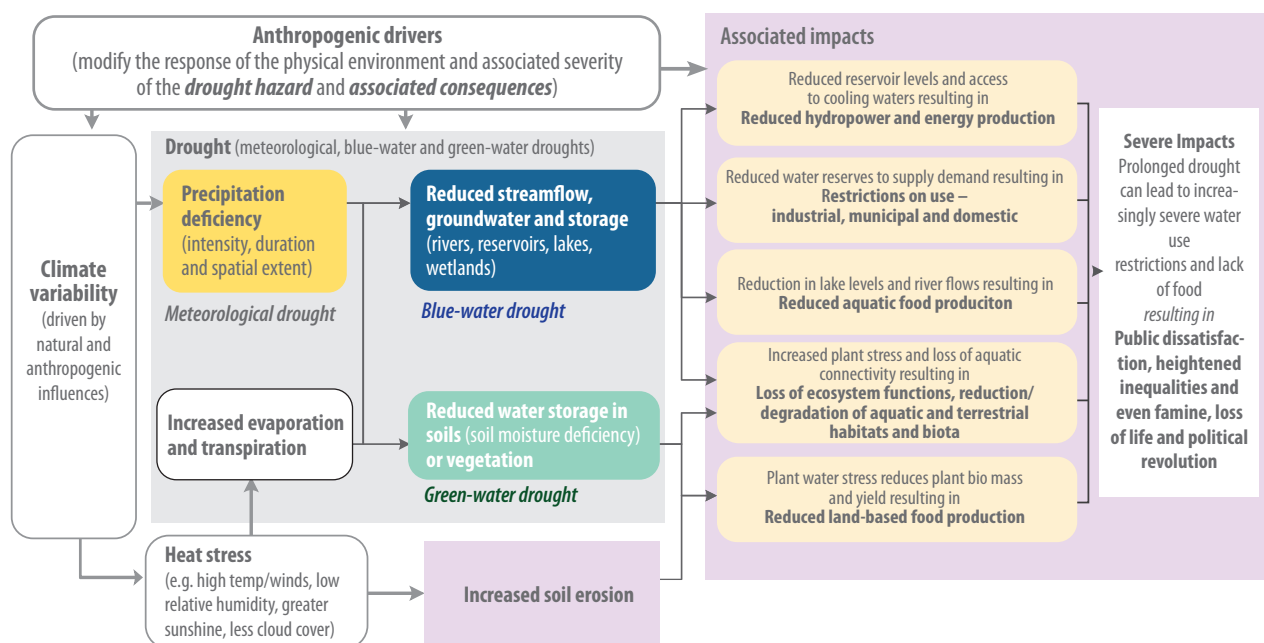 Anthropogenic drivers
(modify the response of the physical environment and associated severity
of the drought hazard and associated consequences)
Climate
variability
(driven by
natural and
anthropogenic
influences)
Drought (meteorological, blue-water and green-water droughts)
Precipitation
deficiency
(intensity, duration
and spatial extent)
Meteorological drought
Reduced streamflow,
groundwater and storage
(rivers, reservoirs, lakes,
wetlands)
Blue-water drought
Increased evaporation
and transpiration
Reduced water storage in
soils (soil moisture deficiency)
or vegetation
Green-water drought
Heat stress
(e.g. high temp/winds, low
relative humidity, greater
sunshine, less cloud cover)
Increased soil erosion
Associated impacts
Reduced reservoir levels and access
to cooling waters resulting in
Reduced hydropower and energy production
Reduced water reserves to supply demand resulting in
Restrictions on use –
industrial, municipal and domestic
Reduction in lake levels and river flows resulting in
Reduced aquatic food produciton
Increased plant stress and loss of aquatic
connectivity resulting in
Loss of ecosystem functions, reduction/
degradation of aquatic and terrestrial
habitats and biota
Plant water stress reduces plant bio mass
and yield resulting in
Reduced land-based food production
Severe Impacts
Prolonged drought
can lead to increa-
singly severe water
use
restrictions and lack
of food
resulting in
Public dissatisfac-
tion, heightened
inequalities and
even famine, loss
of life and political
revolution